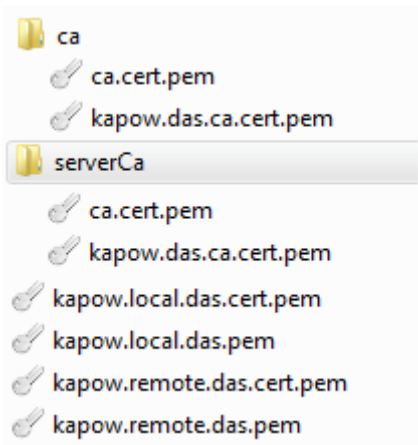 ca
ca.cert.pem
kapow.das.ca.cert.pem
serverCa
ca.cert.pem
kapow.das.ca.cert.pem
kapow.local.das.cert.pem
kapow.local.das.pem
kapow.remote.das.cert.pem
kapow.remote.das.pem